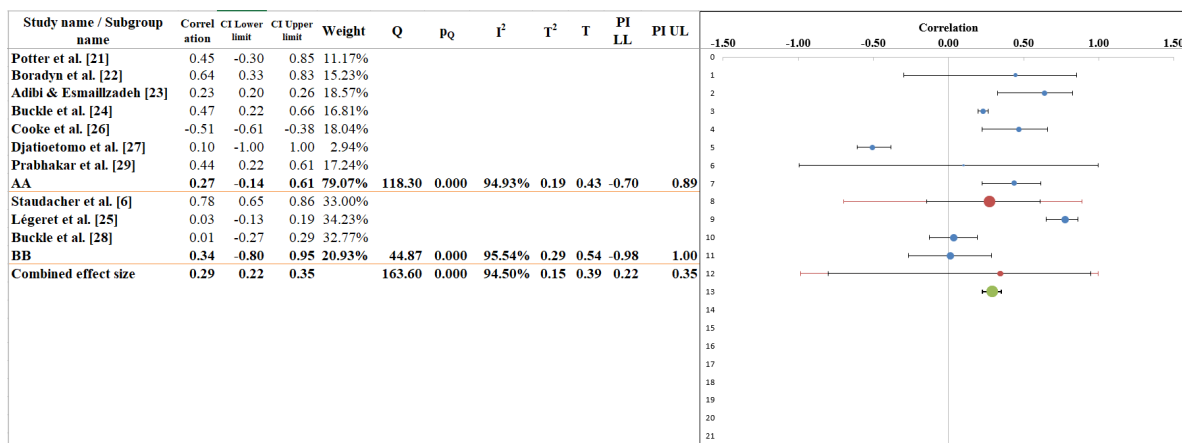 Study name / Subgroup name Correlation CI Lower limit CI Upper limit Weight Q pQ I² T² T PI LL PI UL
Potter et al. [21] 0.45 -0.30 0.85 11.17%
Boradyn et al. [22] 0.64 0.33 0.83 15.23%
Adibi & Esmaillzadeh [23] 0.23 0.20 0.26 18.57%
Buckle et al. [24] 0.47 0.22 0.66 16.81%
Cooke et al. [26] -0.51 -0.61 -0.38 18.04%
Djatioetomo et al. [27] 0.10 -1.00 1.00 2.94%
Prabhakar et al. [29] 0.44 0.22 0.61 17.24%
AA 0.27 -0.14 0.61 79.07% 118.30 0.000 94.93% 0.19 0.43 -0.70 0.89
Staudacher et al. [6] 0.78 0.65 0.86 33.00%
Légeret et al. [25] 0.03 -0.13 0.19 34.23%
Buckle et al. [28] 0.01 -0.27 0.29 32.77%
BB 0.34 -0.80 0.95 20.93% 44.87 0.000 95.54% 0.29 0.54 -0.98 1.00
Combined effect size 0.29 0.22 0.35 163.60 0.000 94.50% 0.15 0.39 0.22 0.35
Correlation
-1.50 -1.00 -0.50 0.00 0.50 1.00 1.50
0
1
2
3
4
5
6
7
8
9
10
11
12
13
14
15
16
17
18
19
20
21